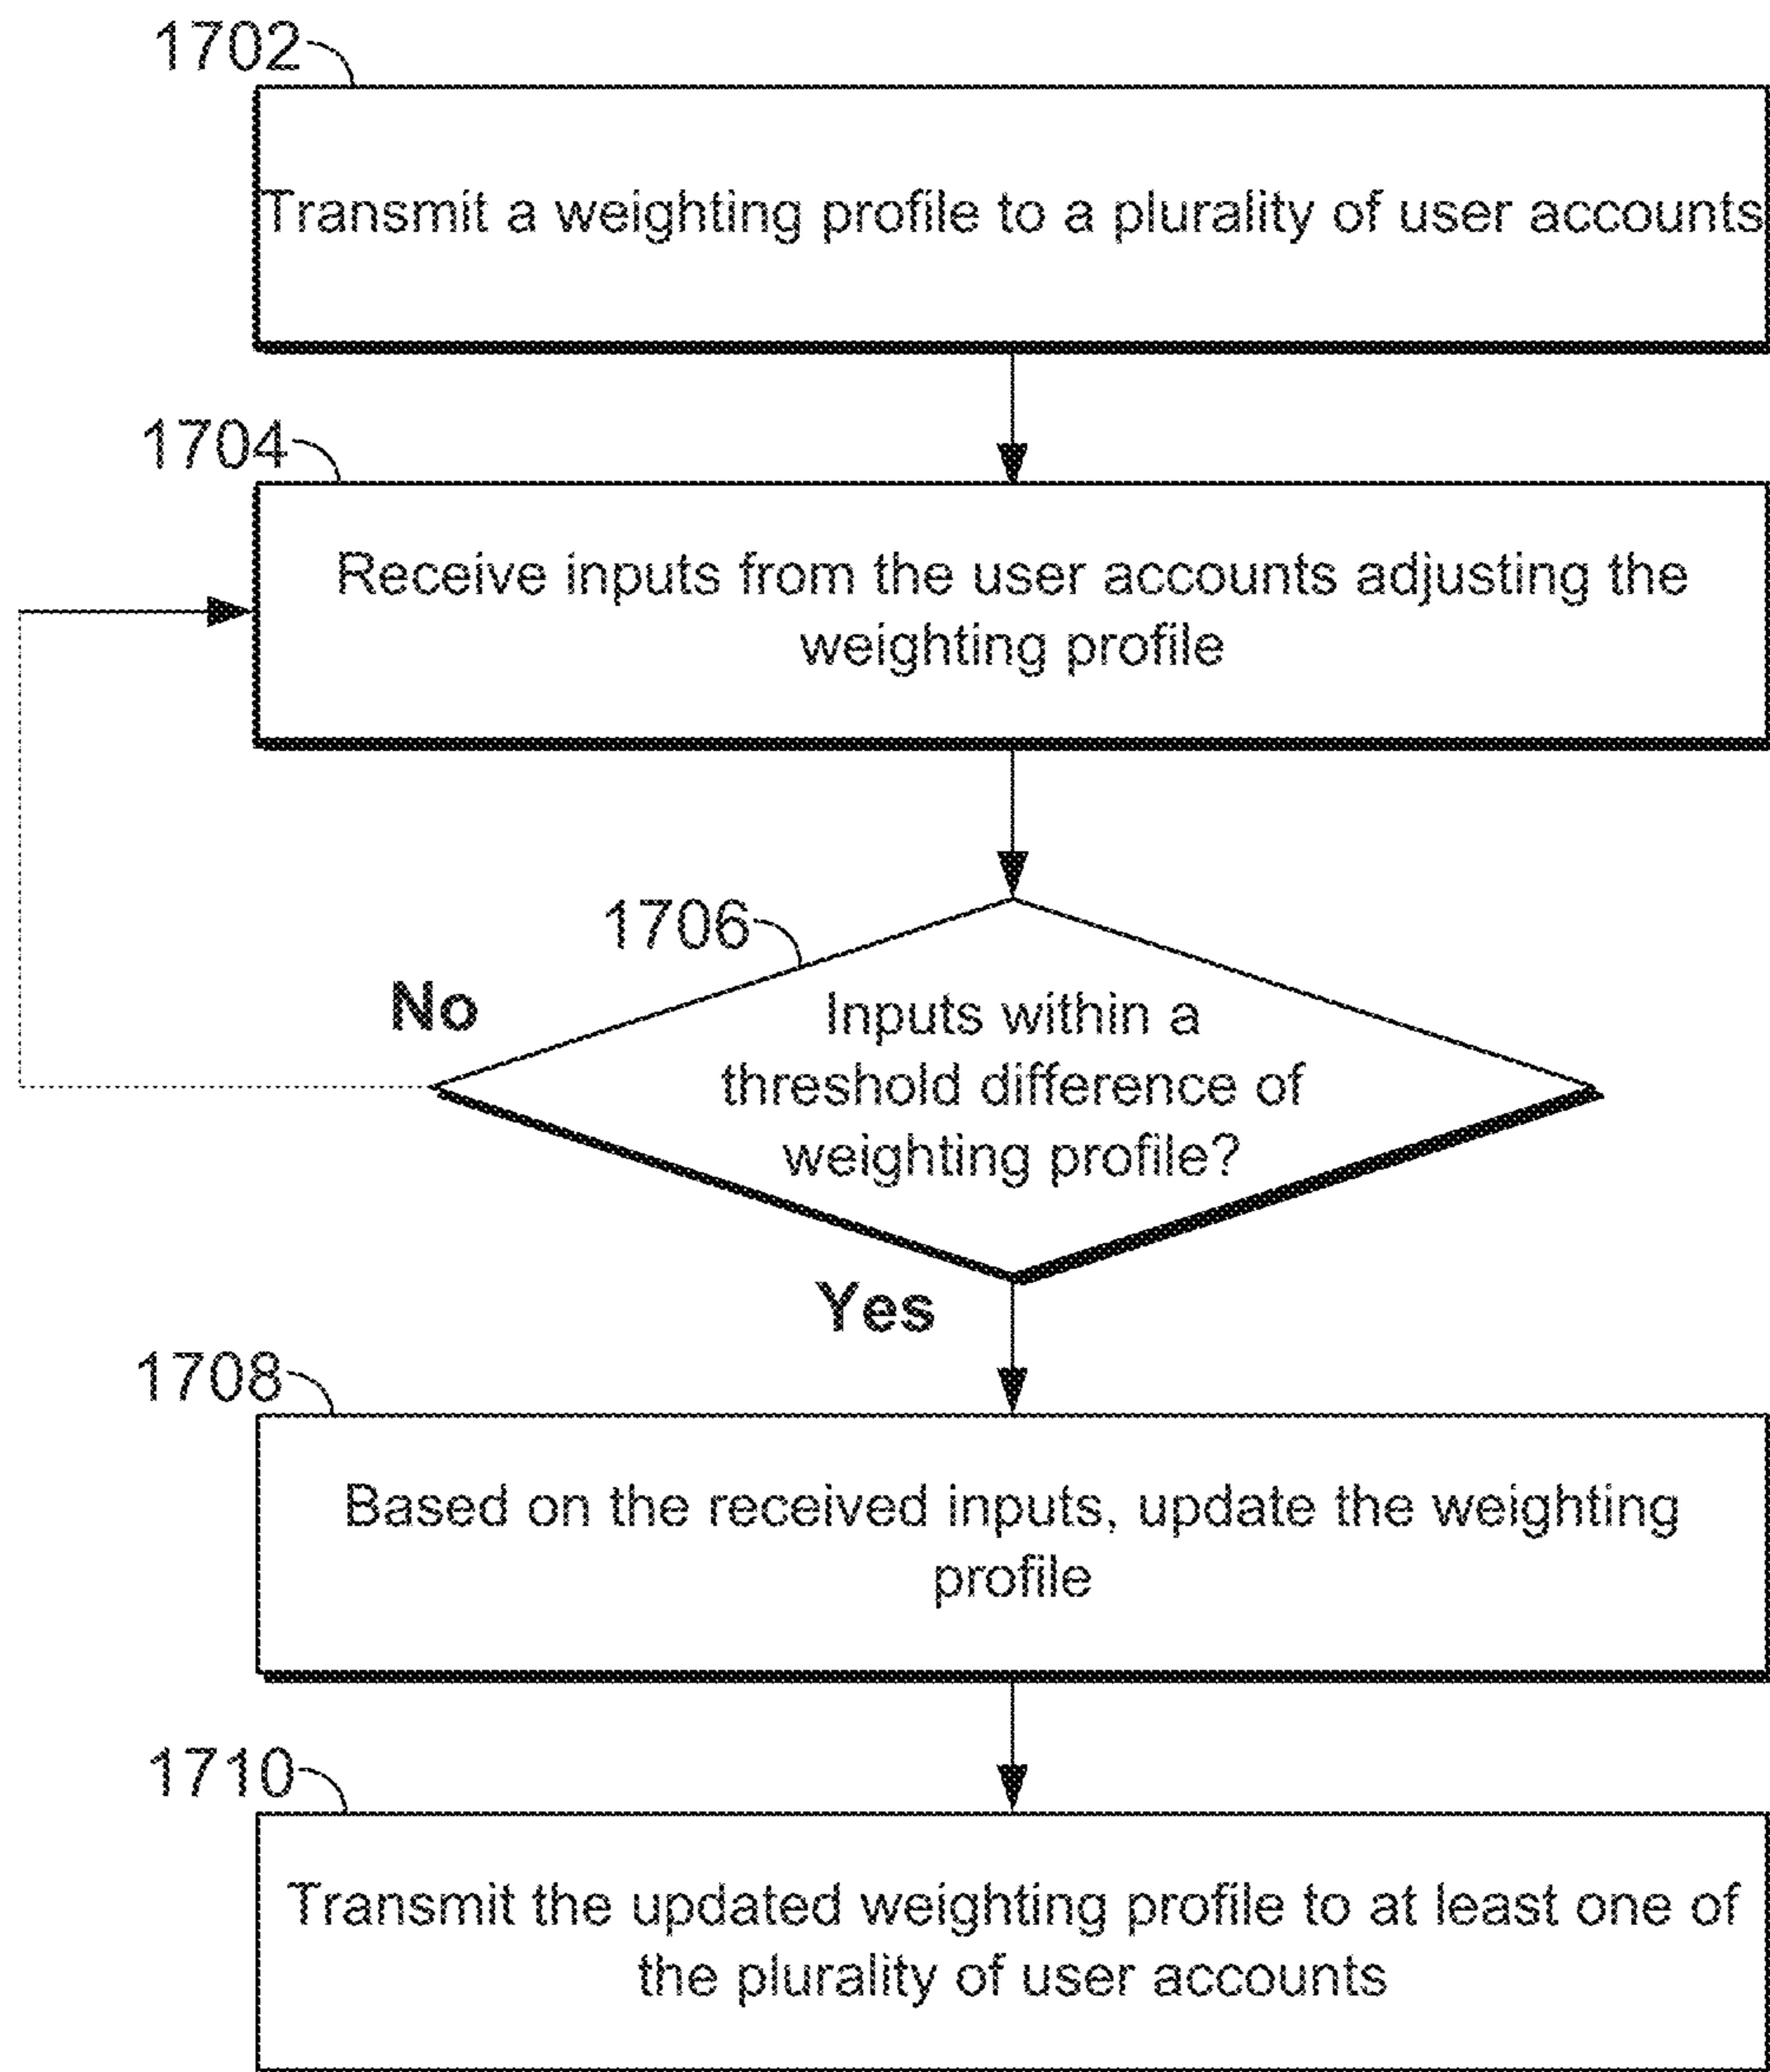 1702
Transmit a weighting profile to a plurality of user accounts
1704
Receive inputs from the user accounts adjusting the
weighting profile
1706
No
Inputs within a
threshold difference of
weighting profile?
Yes
1708
Based on the received inputs, update the weighting
profile
1710
Transmit the updated weighting profile to at least one of
the plurality of user accounts